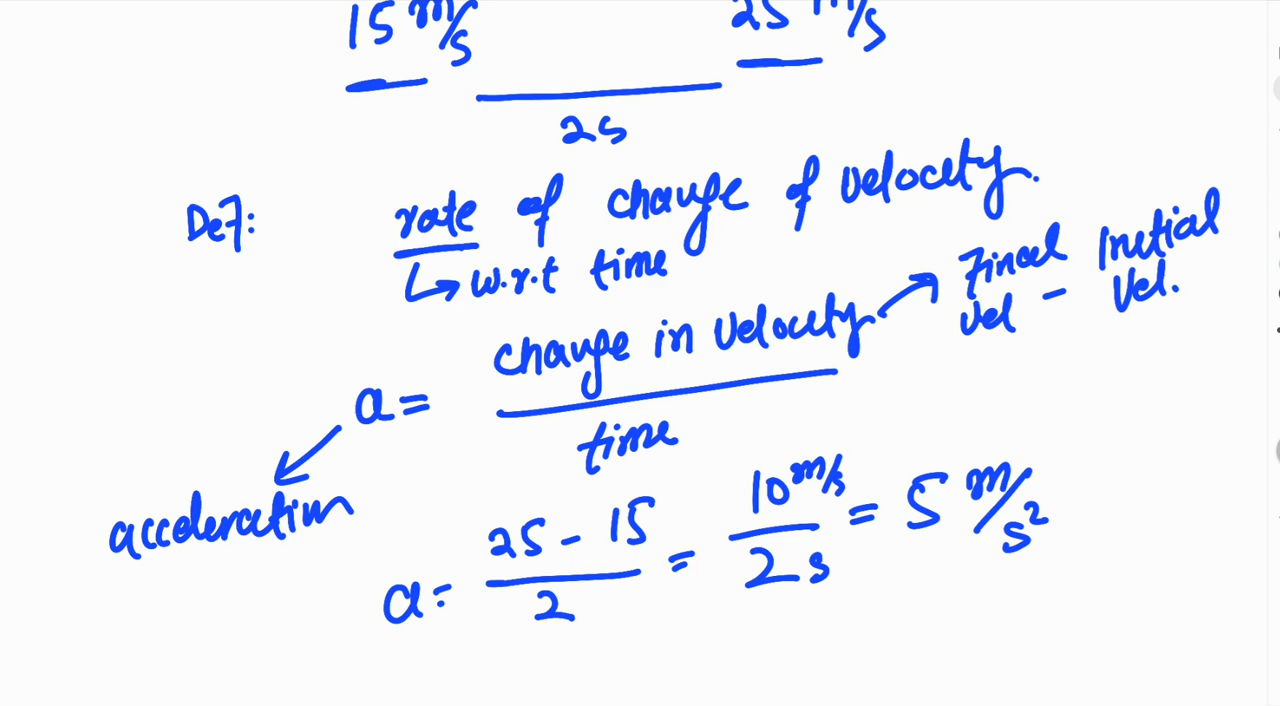 15 m/s 25 m/s
2s
Def: rate of change of velocity.
↳ w.r.t time
a = change in velocity / time → Final vel - Initial vel.
acceleration
a = 25 - 15 / 2 = 10 m/s / 2s = 5 m/s²